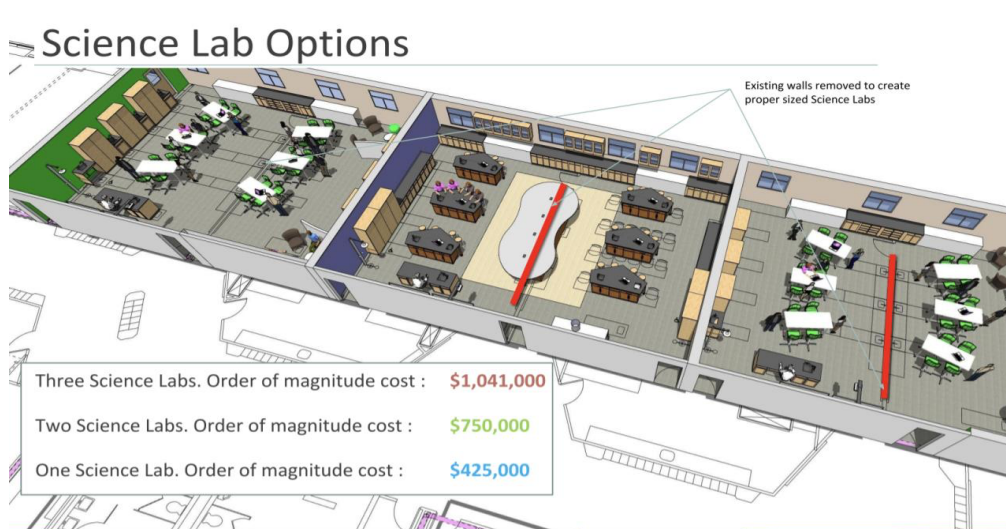 Science Lab Options
Existing walls removed to create
proper sized Science Labs
Three Science Labs. Order of magnitude cost : $1,041,000
Two Science Labs. Order of magnitude cost : $750,000
One Science Lab. Order of magnitude cost : $425,000